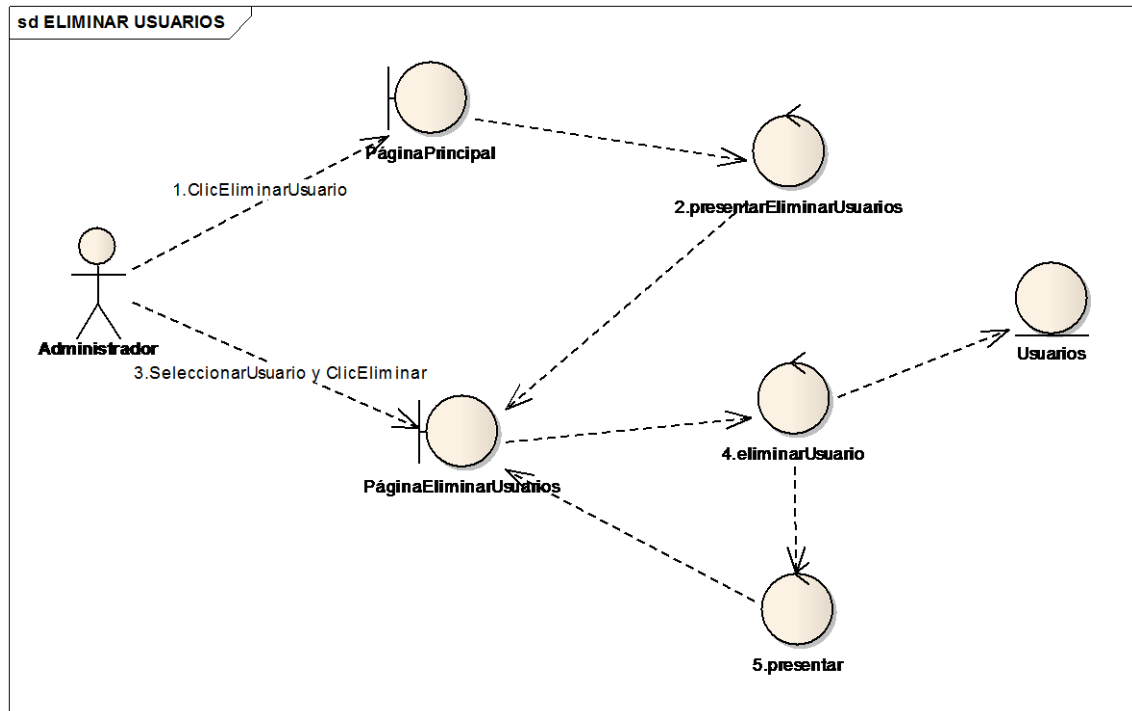 sd ELIMINAR USUARIOS
PáginaPrincipal
1.ClicEliminarUsuario
2.presentarEliminarUsuarios
Administrador
Usuarios
3.SeleccionarUsuario y ClicEliminar
4.eliminarUsuario
PáginaEliminarUsuarios
5.presentar